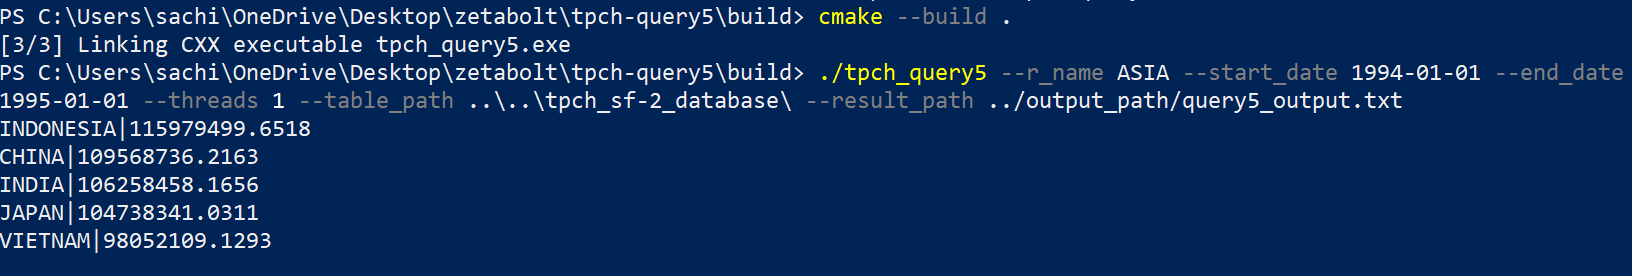 PS C:\Users\sachi\OneDrive\Desktop\zetabolt\tpch-query5\build> cmake --build .
[3/3] Linking CXX executable tpch_query5.exe
PS C:\Users\sachi\OneDrive\Desktop\zetabolt\tpch-query5\build> ./tpch_query5 --r_name ASIA --start_date 1994-01-01 --end_date
1995-01-01 --threads 1 --table_path ..\..\tpch_sf-2_database\ --result_path ../output_path/query5_output.txt
INDONESIA|115979499.6518
CHINA|109568736.2163
INDIA|106258458.1656
JAPAN|104738341.0311
VIETNAM|98052109.1293